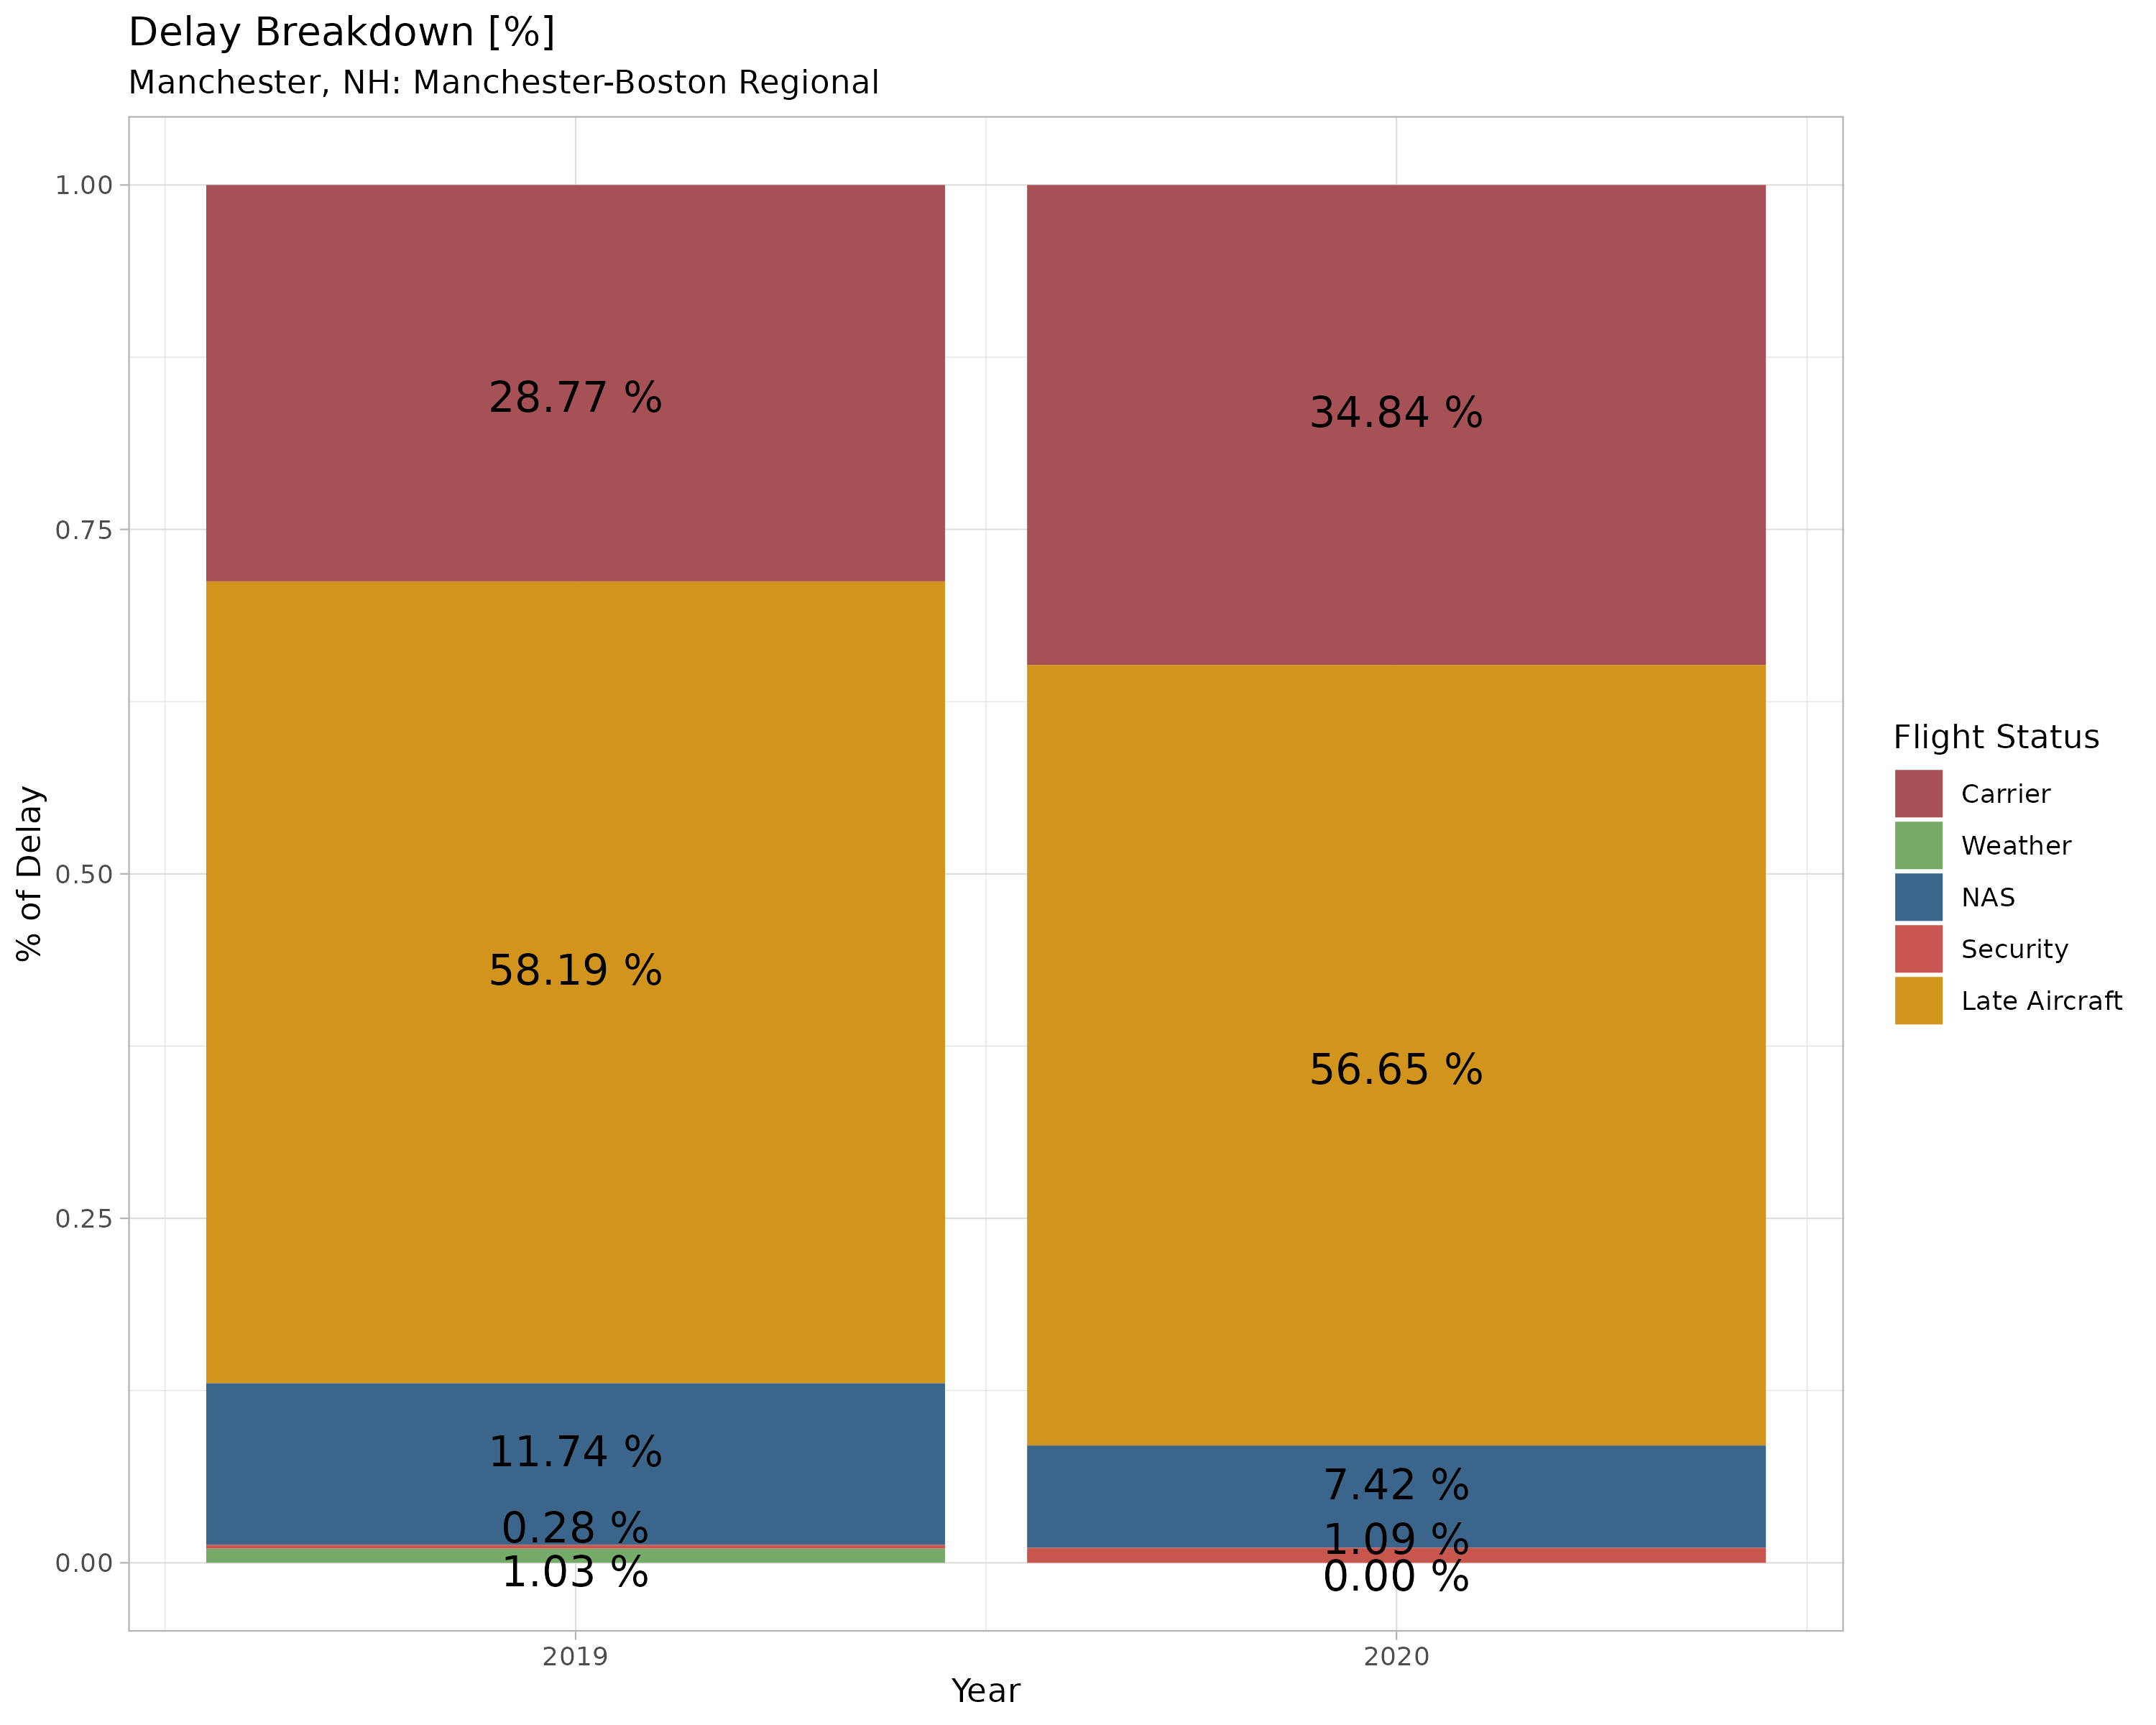 Delay Breakdown [%]
Manchester, NH: Manchester-Boston Regional
% of Delay
1.00
0.75
0.50
0.25
0.00
28.77 %
58.19 %
11.74 %
0.28 %
1.03 %
34.84 %
56.65 %
7.42 %
1.09 %
0.00 %
2019
2020
Year
Flight Status
Carrier
Weather
NAS
Security
Late Aircraft